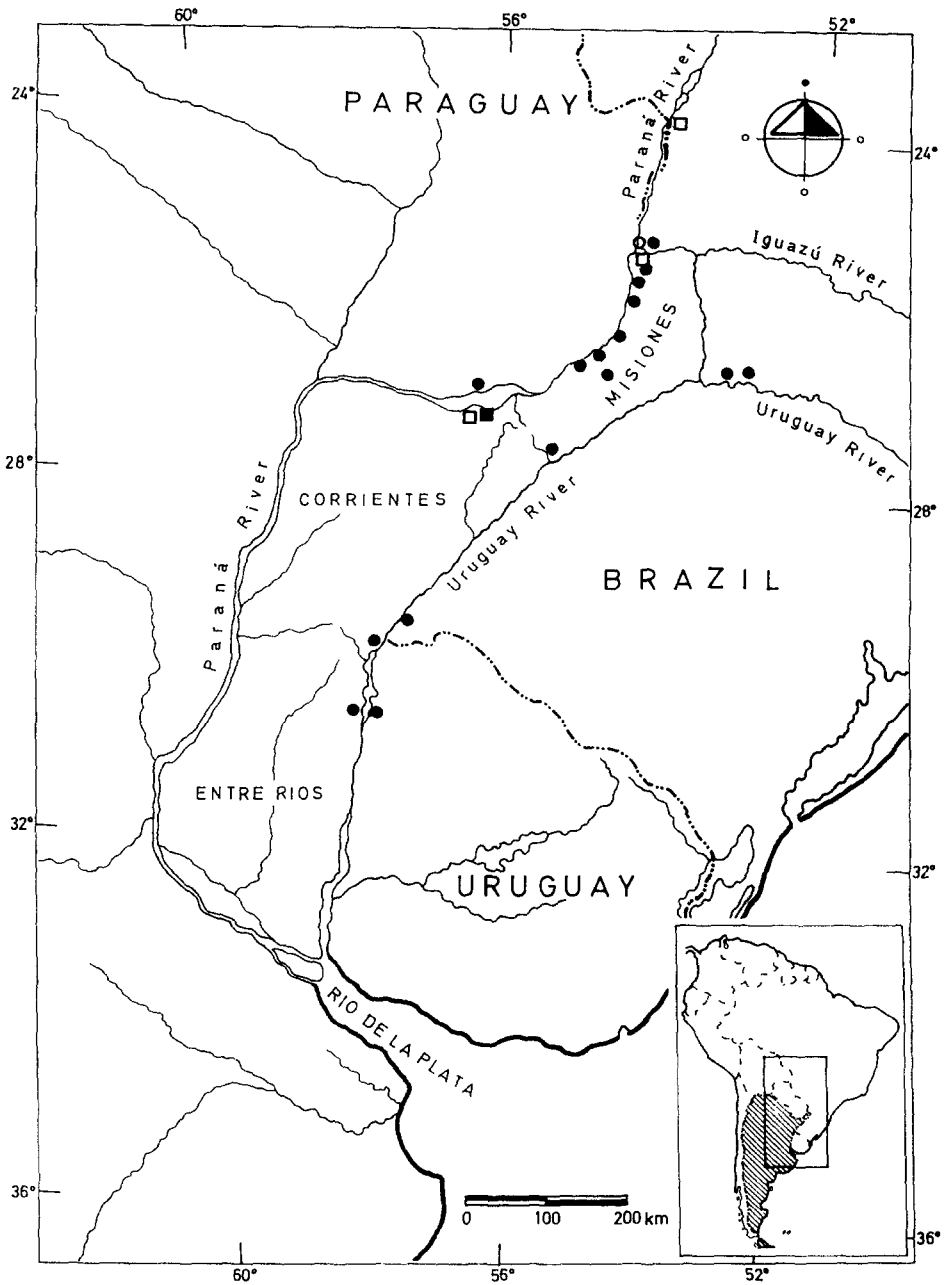 60° 56° 52°
24°
PARAGUAY
Paraná River
24°
Iguazú River
MISIONES
Uruguay River
28°
CORRIENTES
28°
Paraná River
Uruguay River
BRAZIL
ENTRE RIOS
32°
URUGUAY
32°
RIO DE LA PLATA
36°
0 100 200 km
36°
60° 56° 52°